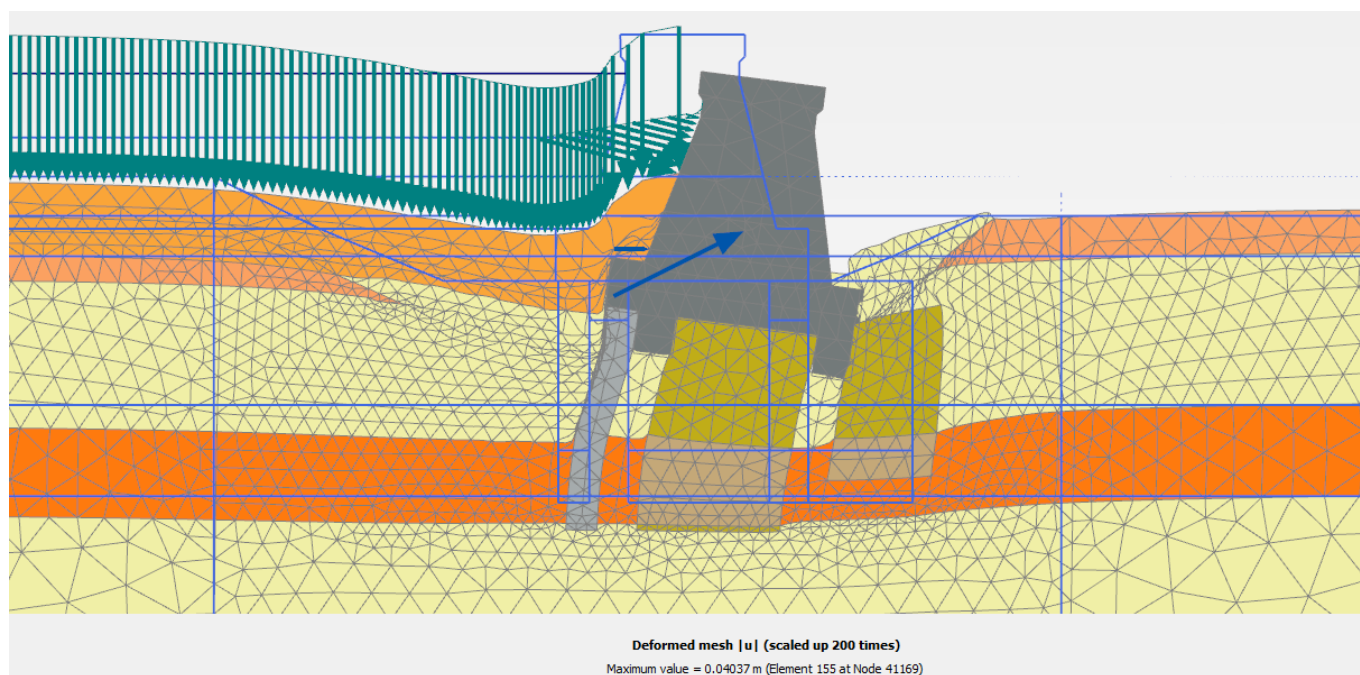 Deformed mesh |u| (scaled up 200 times)
Maximum value = 0.04037 m (Element 155 at Node 41169)